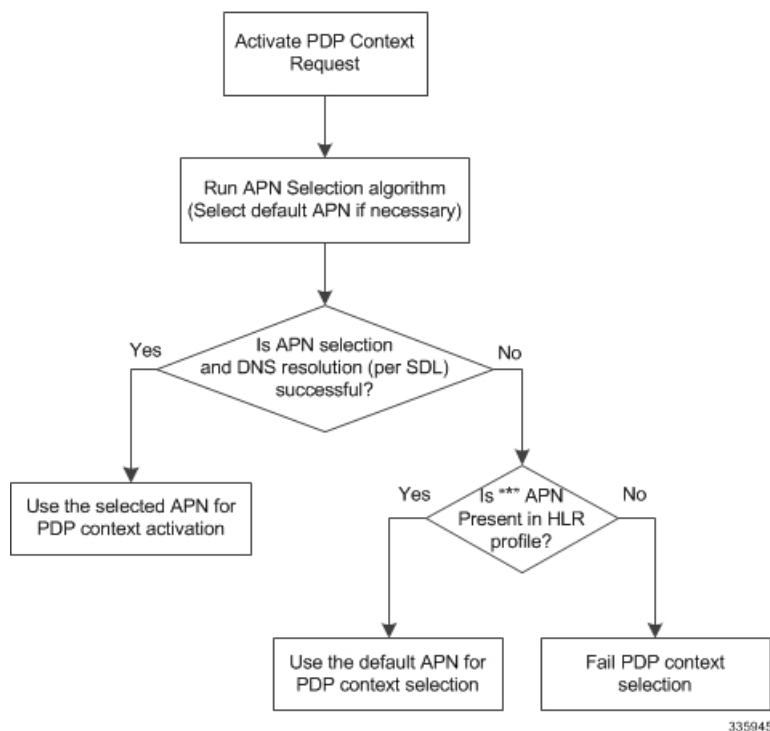 Activate PDP Context
Request
Run APN Selection algorithm
(Select default APN if necessary)
Is APN selection
and DNS resolution (per SDL)
successful?
Yes
No
Use the selected APN for
PDP context activation
Is "*" APN
Present in HLR
profile?
Yes
No
Use the default APN for
PDP context selection
Fail PDP context
selection
335945